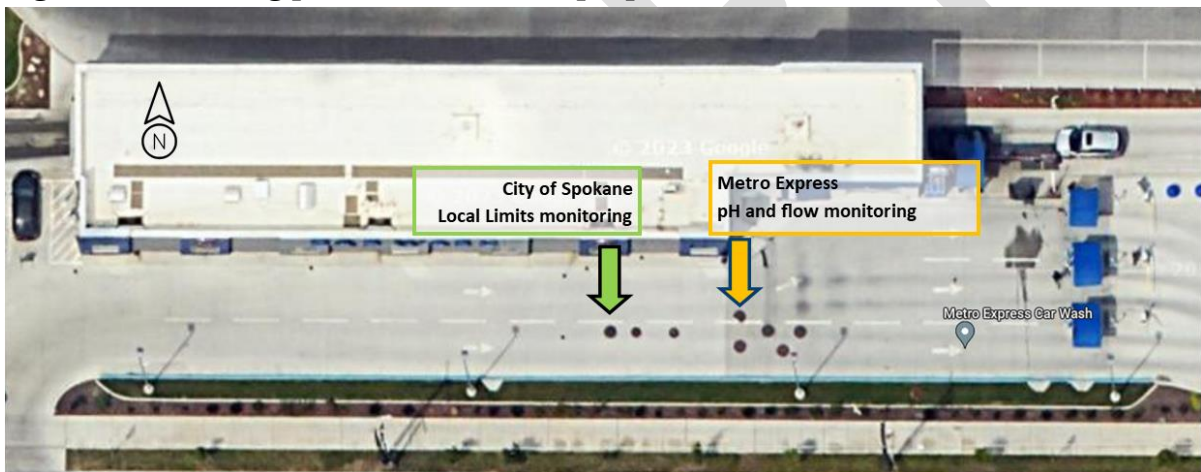 N
© 2023 Google
City of Spokane
Local Limits monitoring
Metro Express
pH and flow monitoring
Metro Express Car Wash